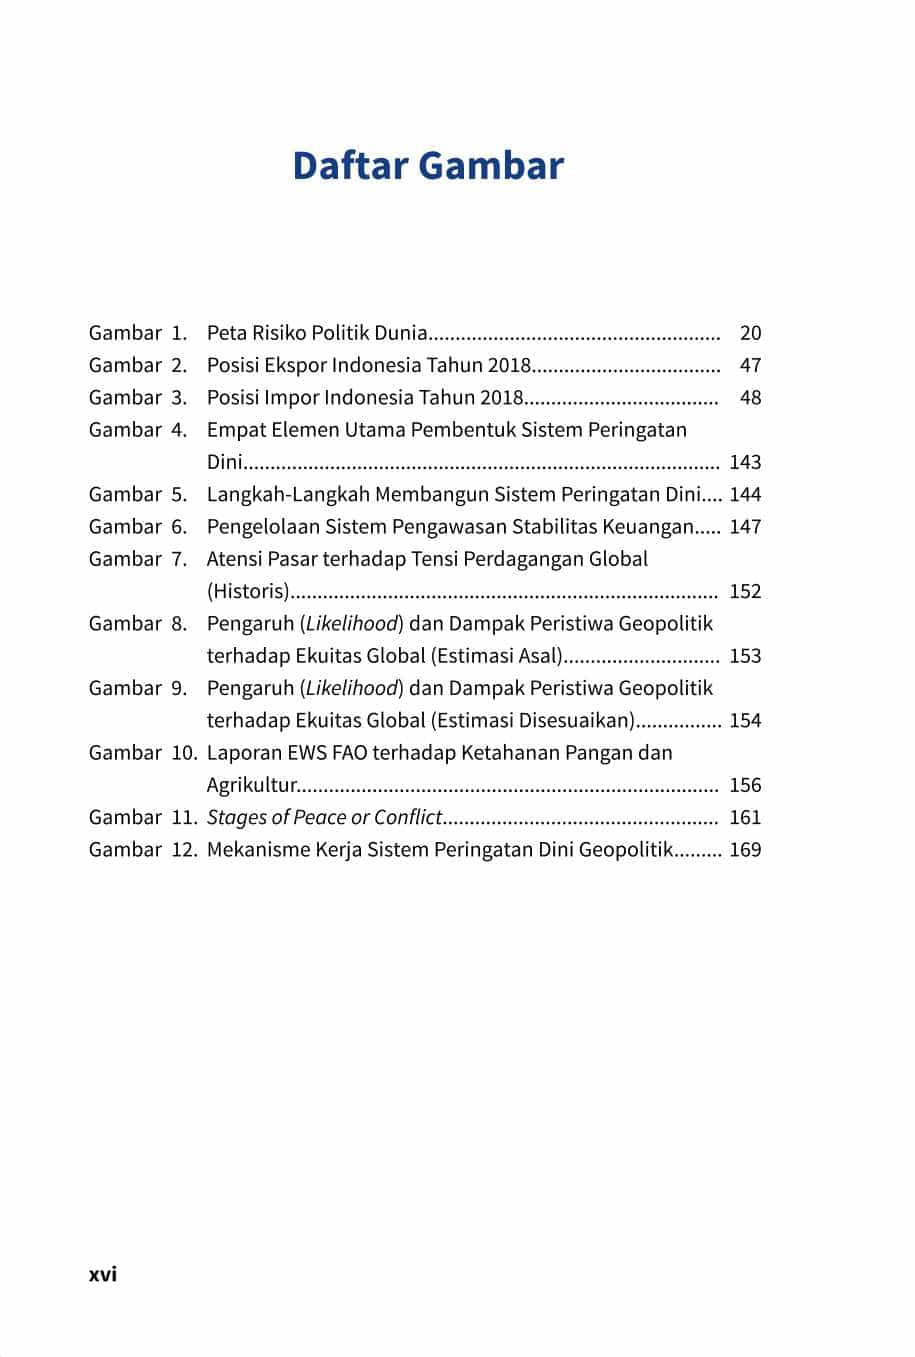 Daftar Gambar
Gambar 1. Peta Risiko Politik Dunia...................................................... 20
Gambar 2. Posisi Ekspor Indonesia Tahun 2018................................... 47
Gambar 3. Posisi Impor Indonesia Tahun 2018.................................... 48
Gambar 4. Empat Elemen Utama Pembentuk Sistem Peringatan
Dini........................................................................................ 143
Gambar 5. Langkah-Langkah Membangun Sistem Peringatan Dini.... 144
Gambar 6. Pengelolaan Sistem Pengawasan Stabilitas Keuangan..... 147
Gambar 7. Atensi Pasar terhadap Tensi Perdagangan Global
(Historis)............................................................................... 152
Gambar 8. Pengaruh (Likelihood) dan Dampak Peristiwa Geopolitik
terhadap Ekuitas Global (Estimasi Asal)............................. 153
Gambar 9. Pengaruh (Likelihood) dan Dampak Peristiwa Geopolitik
terhadap Ekuitas Global (Estimasi Disesuaikan)................ 154
Gambar 10. Laporan EWS FAO terhadap Ketahanan Pangan dan
Agrikultur.............................................................................. 156
Gambar 11. Stages of Peace or Conflict................................................... 161
Gambar 12. Mekanisme Kerja Sistem Peringatan Dini Geopolitik......... 169
xvi